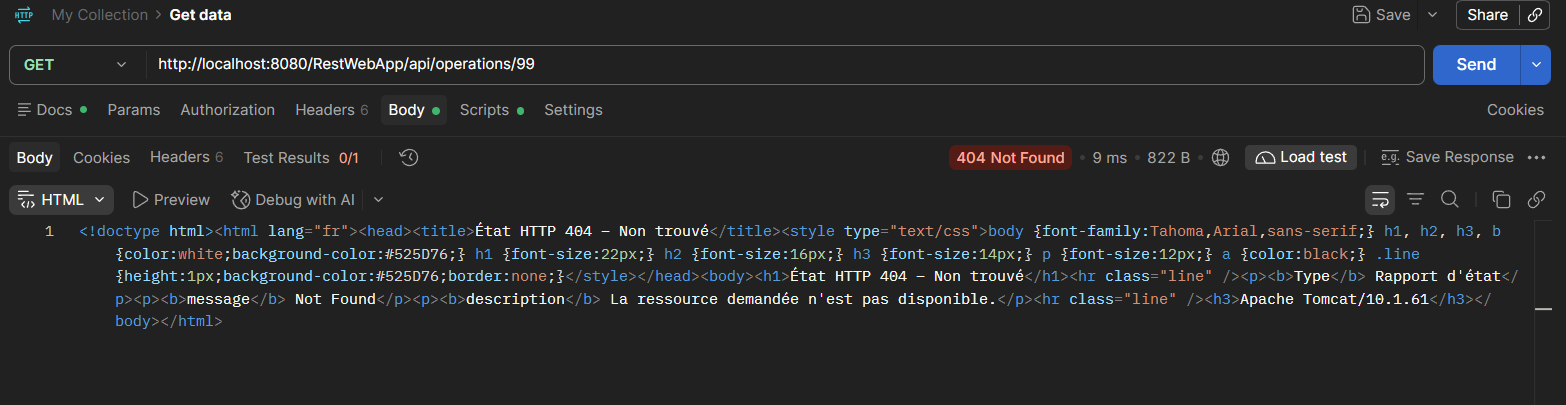 HTTP My Collection > Get data Save Share
GET http://localhost:8080/RestWebApp/api/operations/99 Send
Docs Params Authorization Headers 6 Body Scripts Settings Cookies
Body Cookies Headers 6 Test Results 0/1 404 Not Found • 9 ms • 822 B • Load test e.g. Save Response
HTML Preview Debug with AI
1 <!doctype html><html lang="fr"><head><title>État HTTP 404 – Non trouvé</title><style type="text/css">body {font-family:Tahoma,Arial,sans-serif;} h1, h2, h3, b
{color:white;background-color:#525D76;} h1 {font-size:22px;} h2 {font-size:16px;} h3 {font-size:14px;} p {font-size:12px;} a {color:black;} .line
{height:1px;background-color:#525D76;border:none;}</style></head><body><h1>État HTTP 404 – Non trouvé</h1><hr class="line" /><p><b>Type</b> Rapport d'état</
p><p><b>message</b> Not Found</p><p><b>description</b> La ressource demandée n'est pas disponible.</p><hr class="line" /><h3>Apache Tomcat/10.1.61</h3></
body></html>